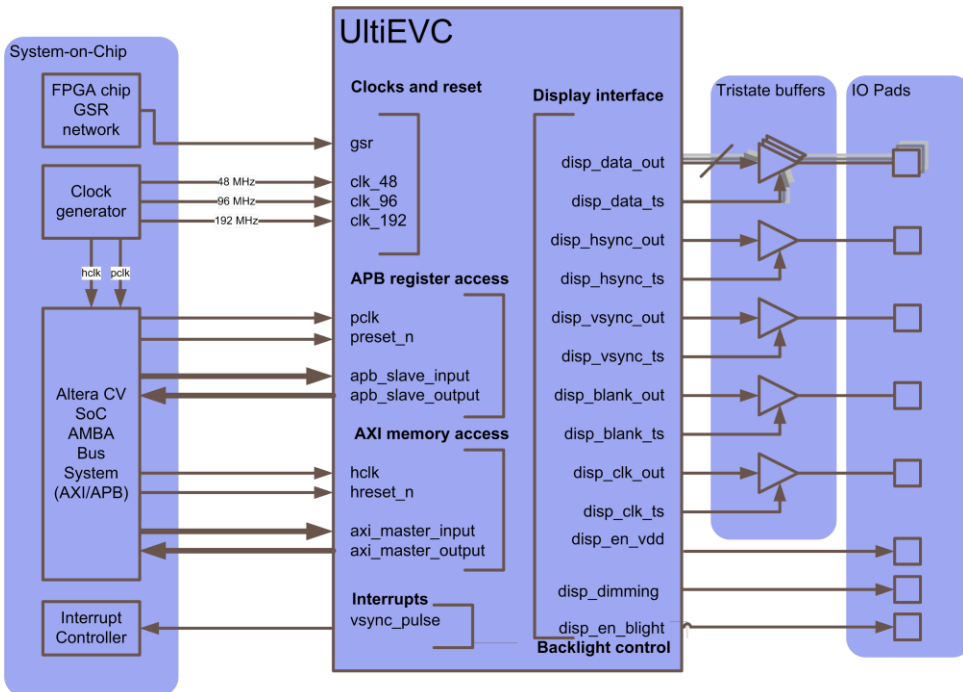 UltiEVC
System-on-Chip
FPGA chip
GSR
network
Clock
generator
48 MHz
96 MHz
192 MHz
hclk
pclk
Altera CV
SoC
AMBA
Bus
System
(AXI/APB)
Interrupt
Controller
Clocks and reset
gsr
clk_48
clk_96
clk_192
APB register access
pclk
preset_n
apb_slave_input
apb_slave_output
AXI memory access
hclk
hreset_n
axi_master_input
axi_master_output
Interrupts
vsync_pulse
Display interface
disp_data_out
disp_data_ts
disp_hsync_out
disp_hsync_ts
disp_vsync_out
disp_vsync_ts
disp_blank_out
disp_blank_ts
disp_clk_out
disp_clk_ts
disp_en_vdd
disp_dimming
disp_en_blight
Backlight control
Tristate buffers
IO Pads